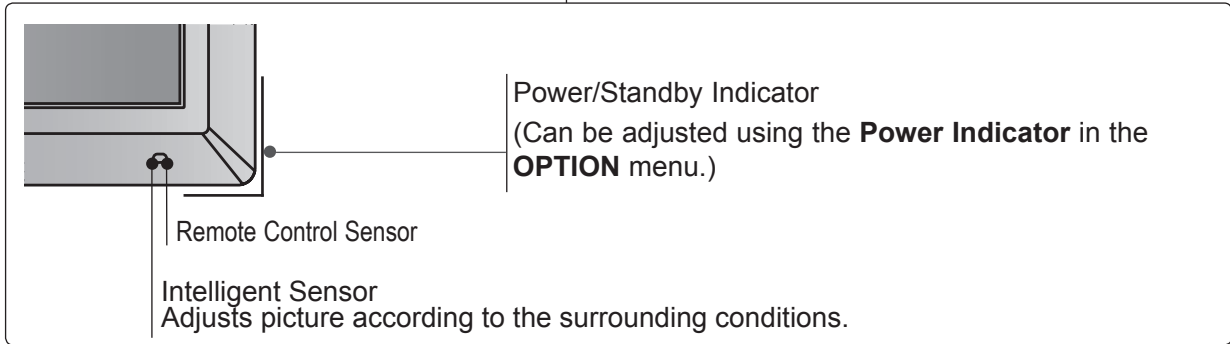 Power/Standby Indicator
(Can be adjusted using the Power Indicator in the
OPTION menu.)
Remote Control Sensor
Intelligent Sensor
Adjusts picture according to the surrounding conditions.